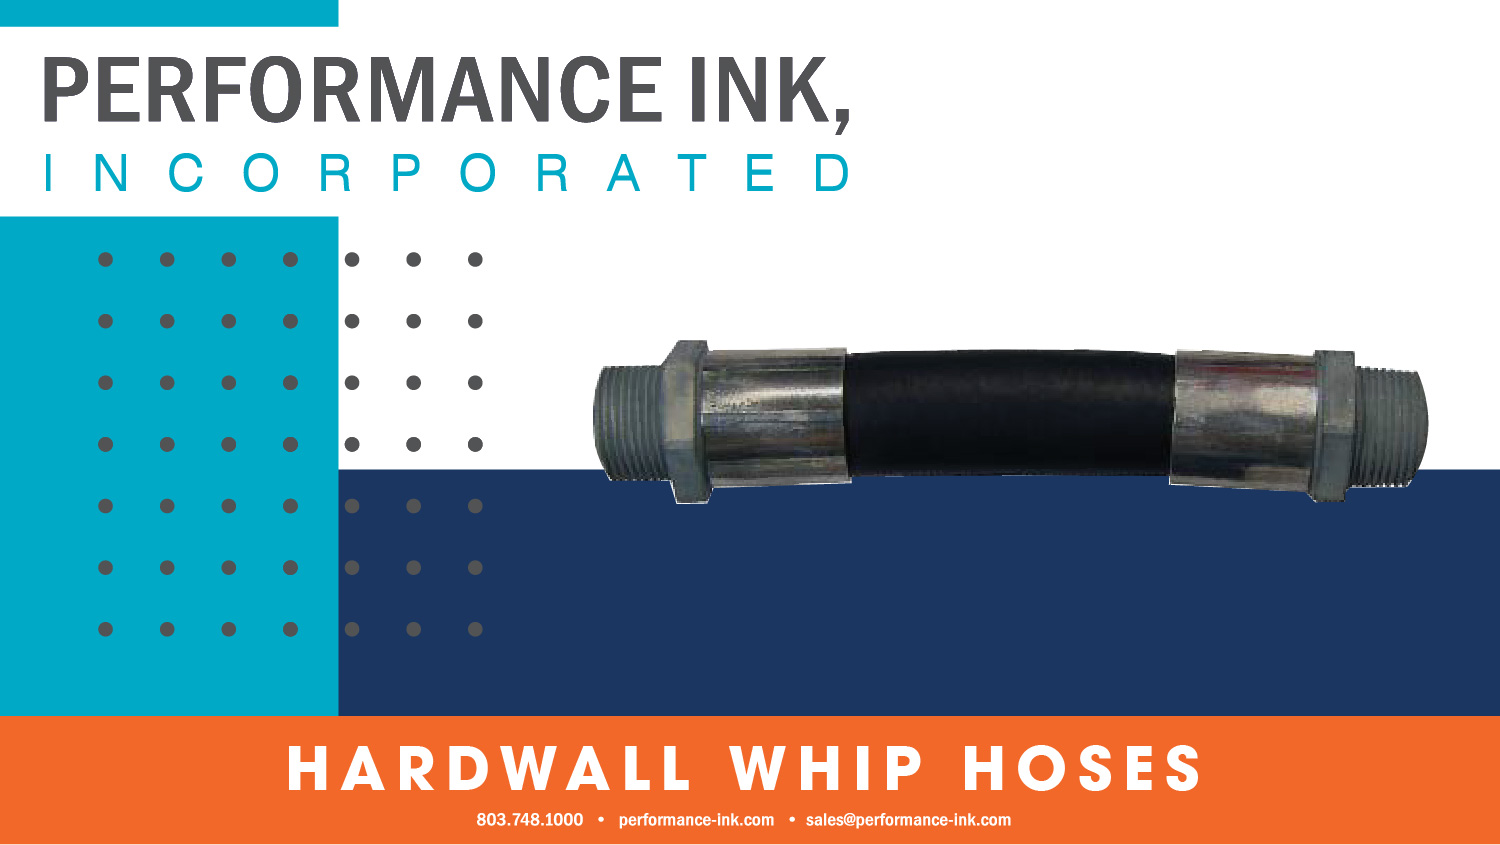 PERFORMANCE INK,
INCORPORATED
HARDWALL WHIP HOSES
803.748.1000 • performance-ink.com • sales@performance-ink.com